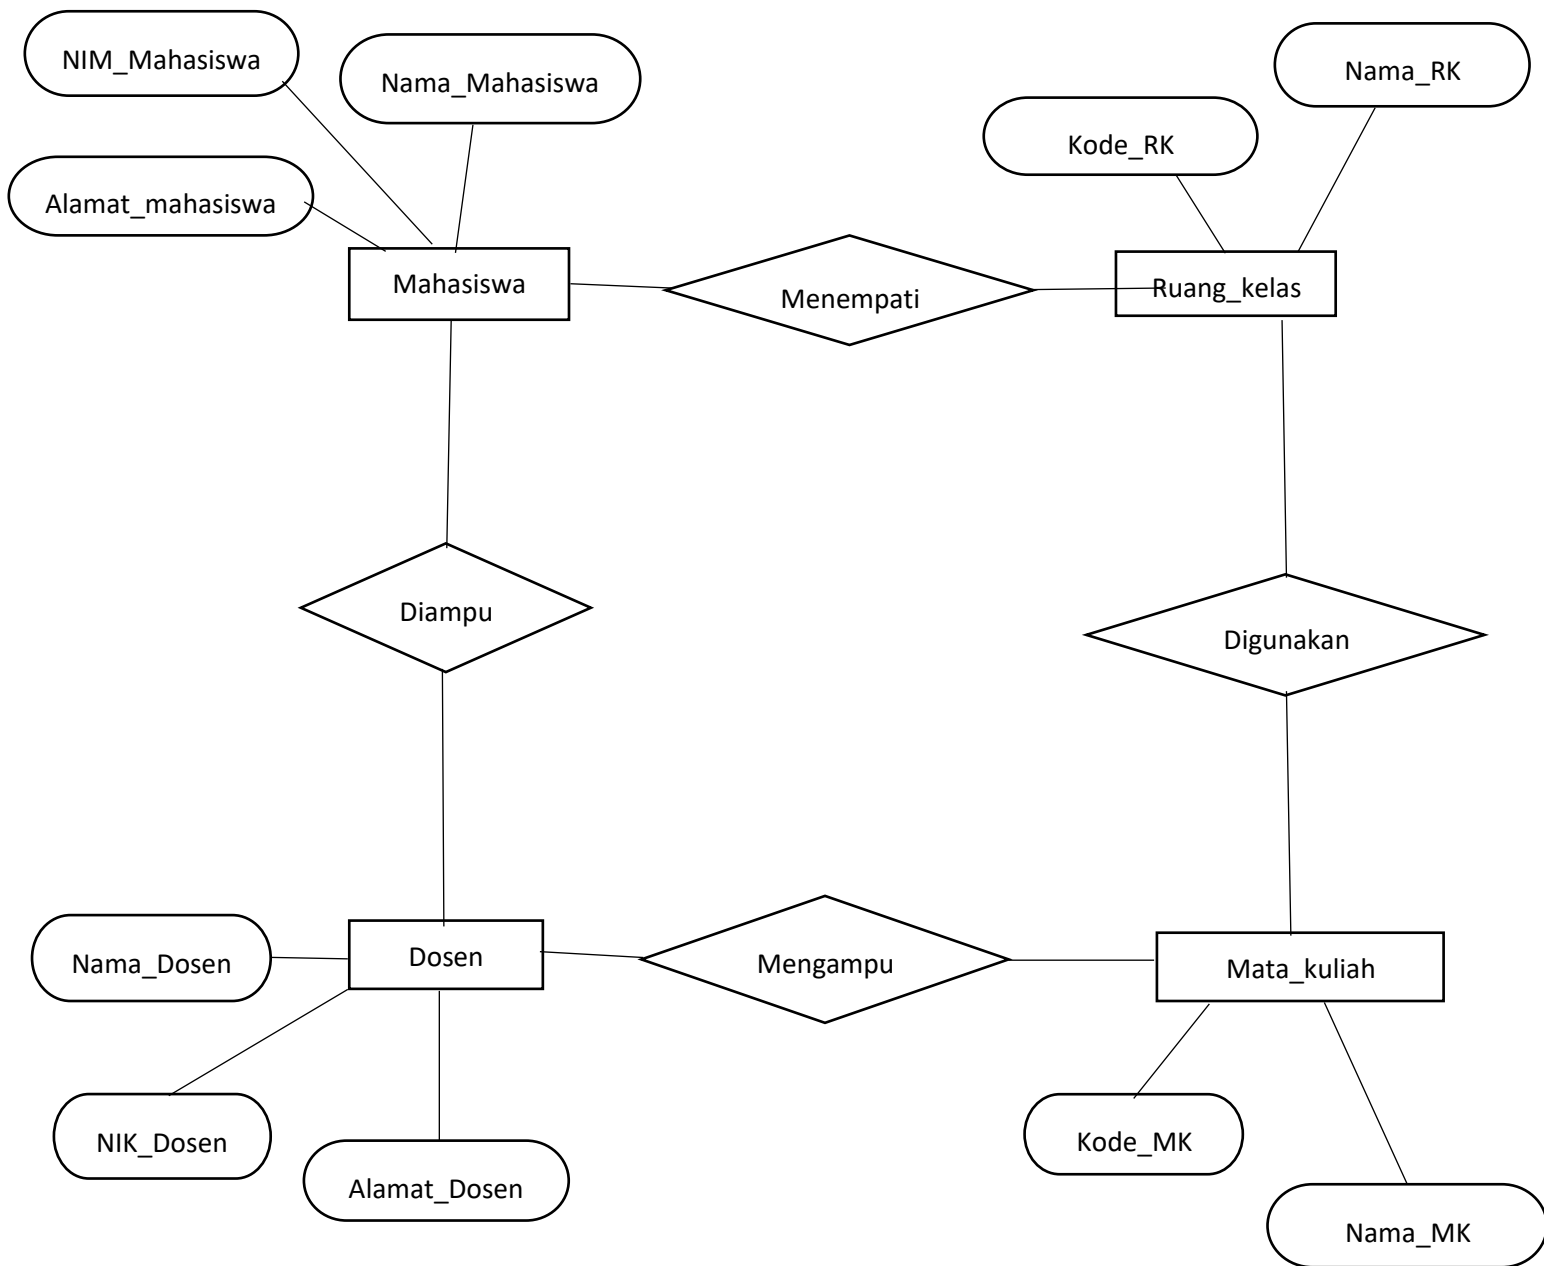 NIM_Mahasiswa
Nama_Mahasiswa
Nama_RK
Kode_RK
Alamat_mahasiswa
Mahasiswa
Menempati
Ruang_kelas
Diampu
Digunakan
Nama_Dosen
Dosen
Mengampu
Mata_kuliah
NIK_Dosen
Kode_MK
Alamat_Dosen
Nama_MK